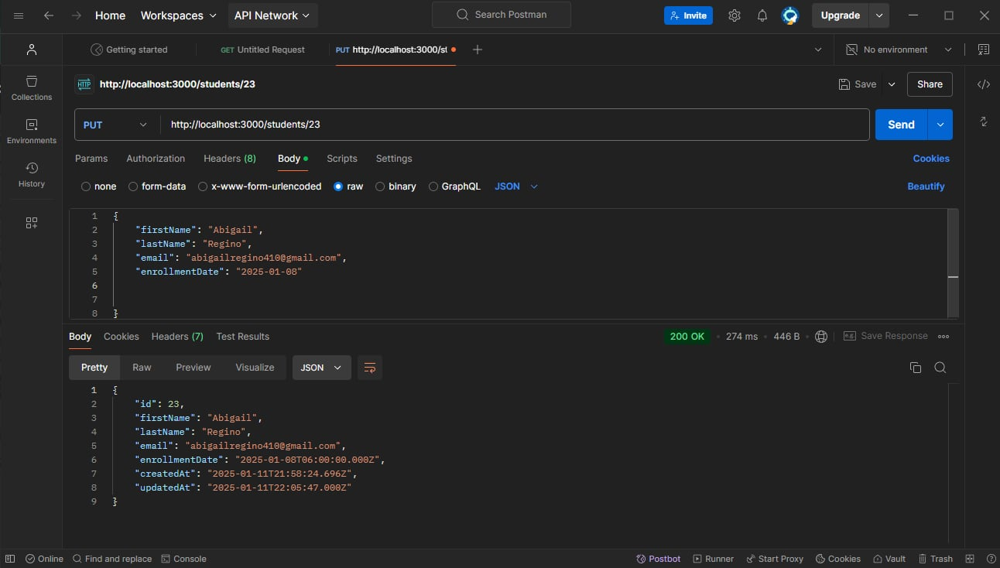 Home Workspaces API Network Search Postman Invite Upgrade
Getting started GET Untitled Request PUT http://localhost:3000/st No environment
HTTP http://localhost:3000/students/23 Save Share
Collections
Environments
History
PUT http://localhost:3000/students/23 Send
Params Authorization Headers (8) Body Scripts Settings Cookies
none form-data x-www-form-urlencoded raw binary GraphQL JSON Beautify
1 {
2 "firstName": "Abigail",
3 "lastName": "Regino",
4 "email": "abigailregino410@gmail.com",
5 "enrollmentDate": "2025-01-08"
6
7
8 }
Body Cookies Headers (7) Test Results 200 OK 274 ms 446 B e.g. Save Response
Pretty Raw Preview Visualize JSON
1 {
2 "id": 23,
3 "firstName": "Abigail",
4 "lastName": "Regino",
5 "email": "abigailregino410@gmail.com",
6 "enrollmentDate": "2025-01-08T06:00:00.000Z",
7 "createdAt": "2025-01-11T21:58:24.696Z",
8 "updatedAt": "2025-01-11T22:05:47.000Z"
9 }
Online Find and replace Console Postbot Runner Start Proxy Cookies Vault Trash